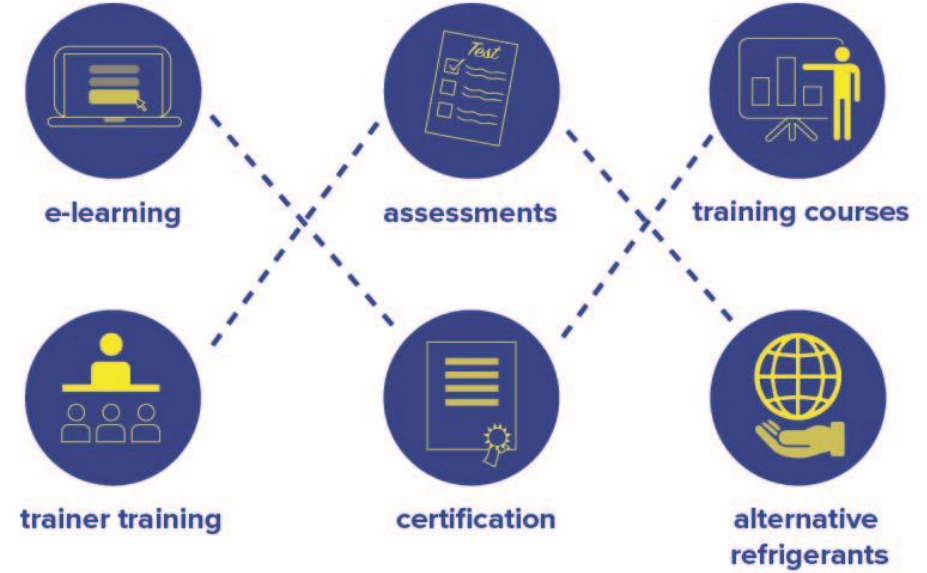 Test
e-learning
assessments
training courses
trainer training
certification
alternative
refrigerants